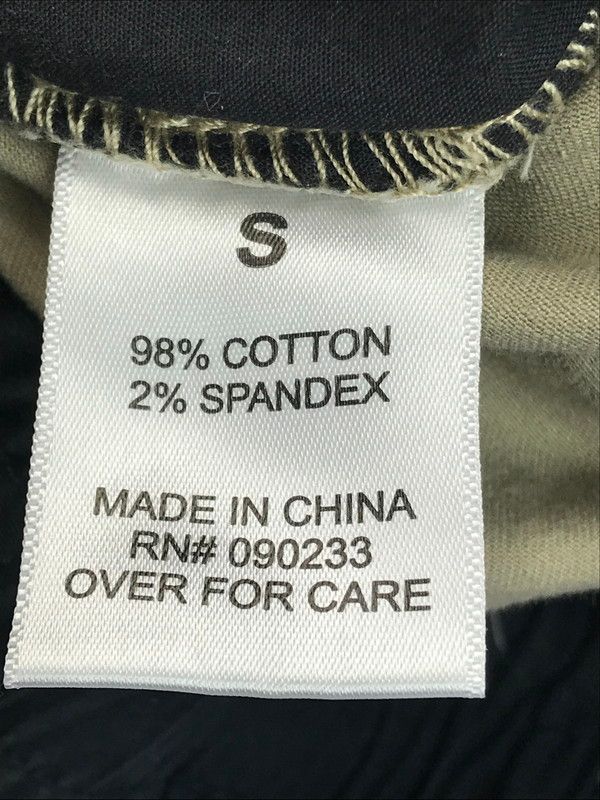 S
98% COTTON
2% SPANDEX
MADE IN CHINA
RN# 090233
OVER FOR CARE